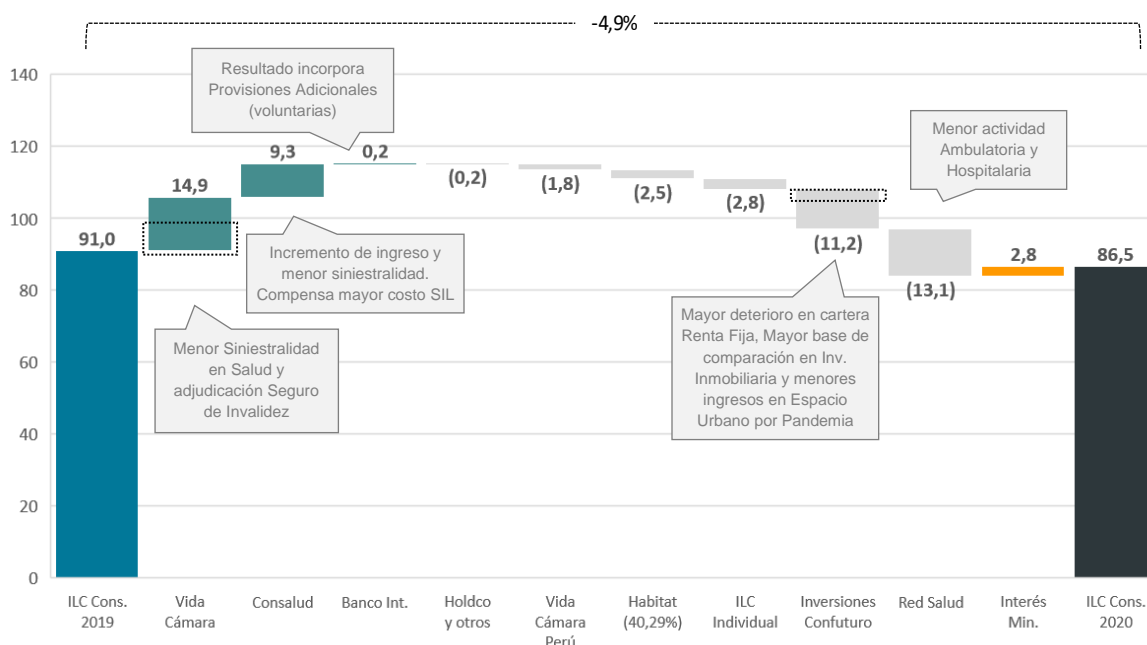 -4,9%
140
120
100
80
60
40
20
0
Resultado incorpora
Provisiones Adicionales
(voluntarias)
Menor actividad
Ambulatoria y
Hospitalaria
Incremento de ingreso y
menor siniestralidad.
Compensa mayor costo SIL
Menor Siniestralidad
en Salud y
adjudicación Seguro
de Invalidez
Mayor deterioro en cartera
Renta Fija, Mayor base de
comparación en Inv.
Inmobiliaria y menores
ingresos en Espacio
Urbano por Pandemia
91,0
14,9
9,3
0,2
(0,2)
(1,8)
(2,5)
(2,8)
(11,2)
(13,1)
2,8
86,5
ILC Cons.
2019
Vida
Cámara
Consalud
Banco Int.
Holdco
y otros
Vida
Cámara
Perú
Habitat
(40,29%)
ILC
Individual
Inversiones
Confuturo
Red Salud
Interés
Min.
ILC Cons.
2020